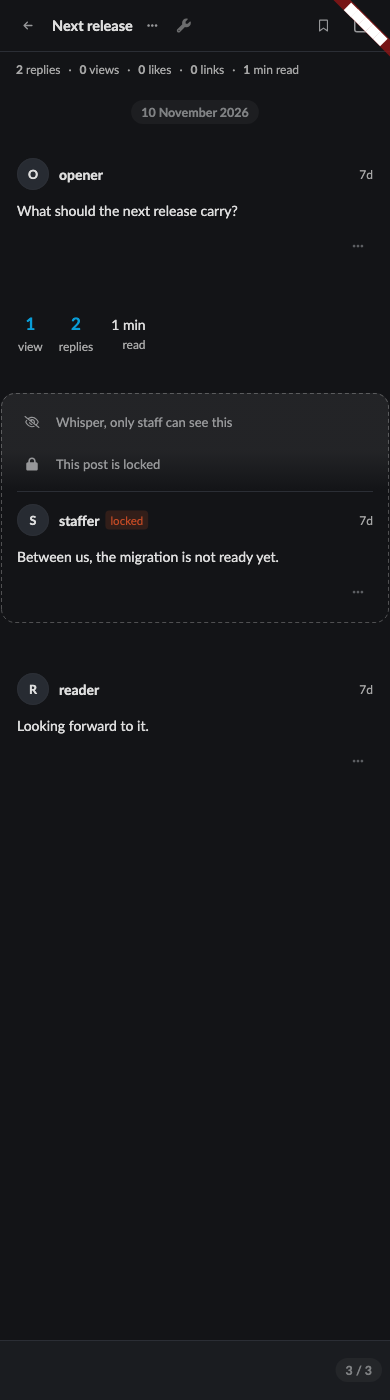 Next release
2 replies · 0 views · 0 likes · 0 links · 1 min read
10 November 2026
O opener 7d
What should the next release carry?
1 2 1 min
view replies read
Whisper, only staff can see this
This post is locked
S staffer locked 7d
Between us, the migration is not ready yet.
R reader 7d
Looking forward to it.
3 / 3